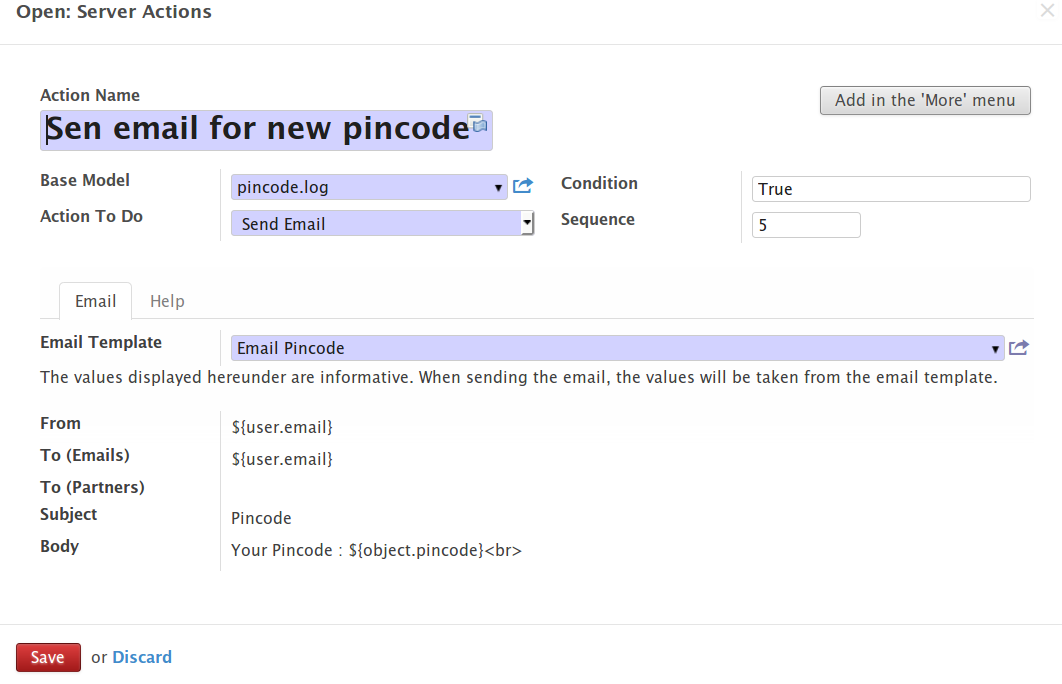 Open: Server Actions
Action Name
Add in the 'More' menu
Sen email for new pincode
Base Model
pincode.log
Condition
True
Action To Do
Send Email
Sequence
5
Email Help
Email Template
Email Pincode
The values displayed hereunder are informative. When sending the email, the values will be taken from the email template.
From
${user.email}
To (Emails)
${user.email}
To (Partners)
Subject
Pincode
Body
Your Pincode : ${object.pincode}<br>
Save or Discard